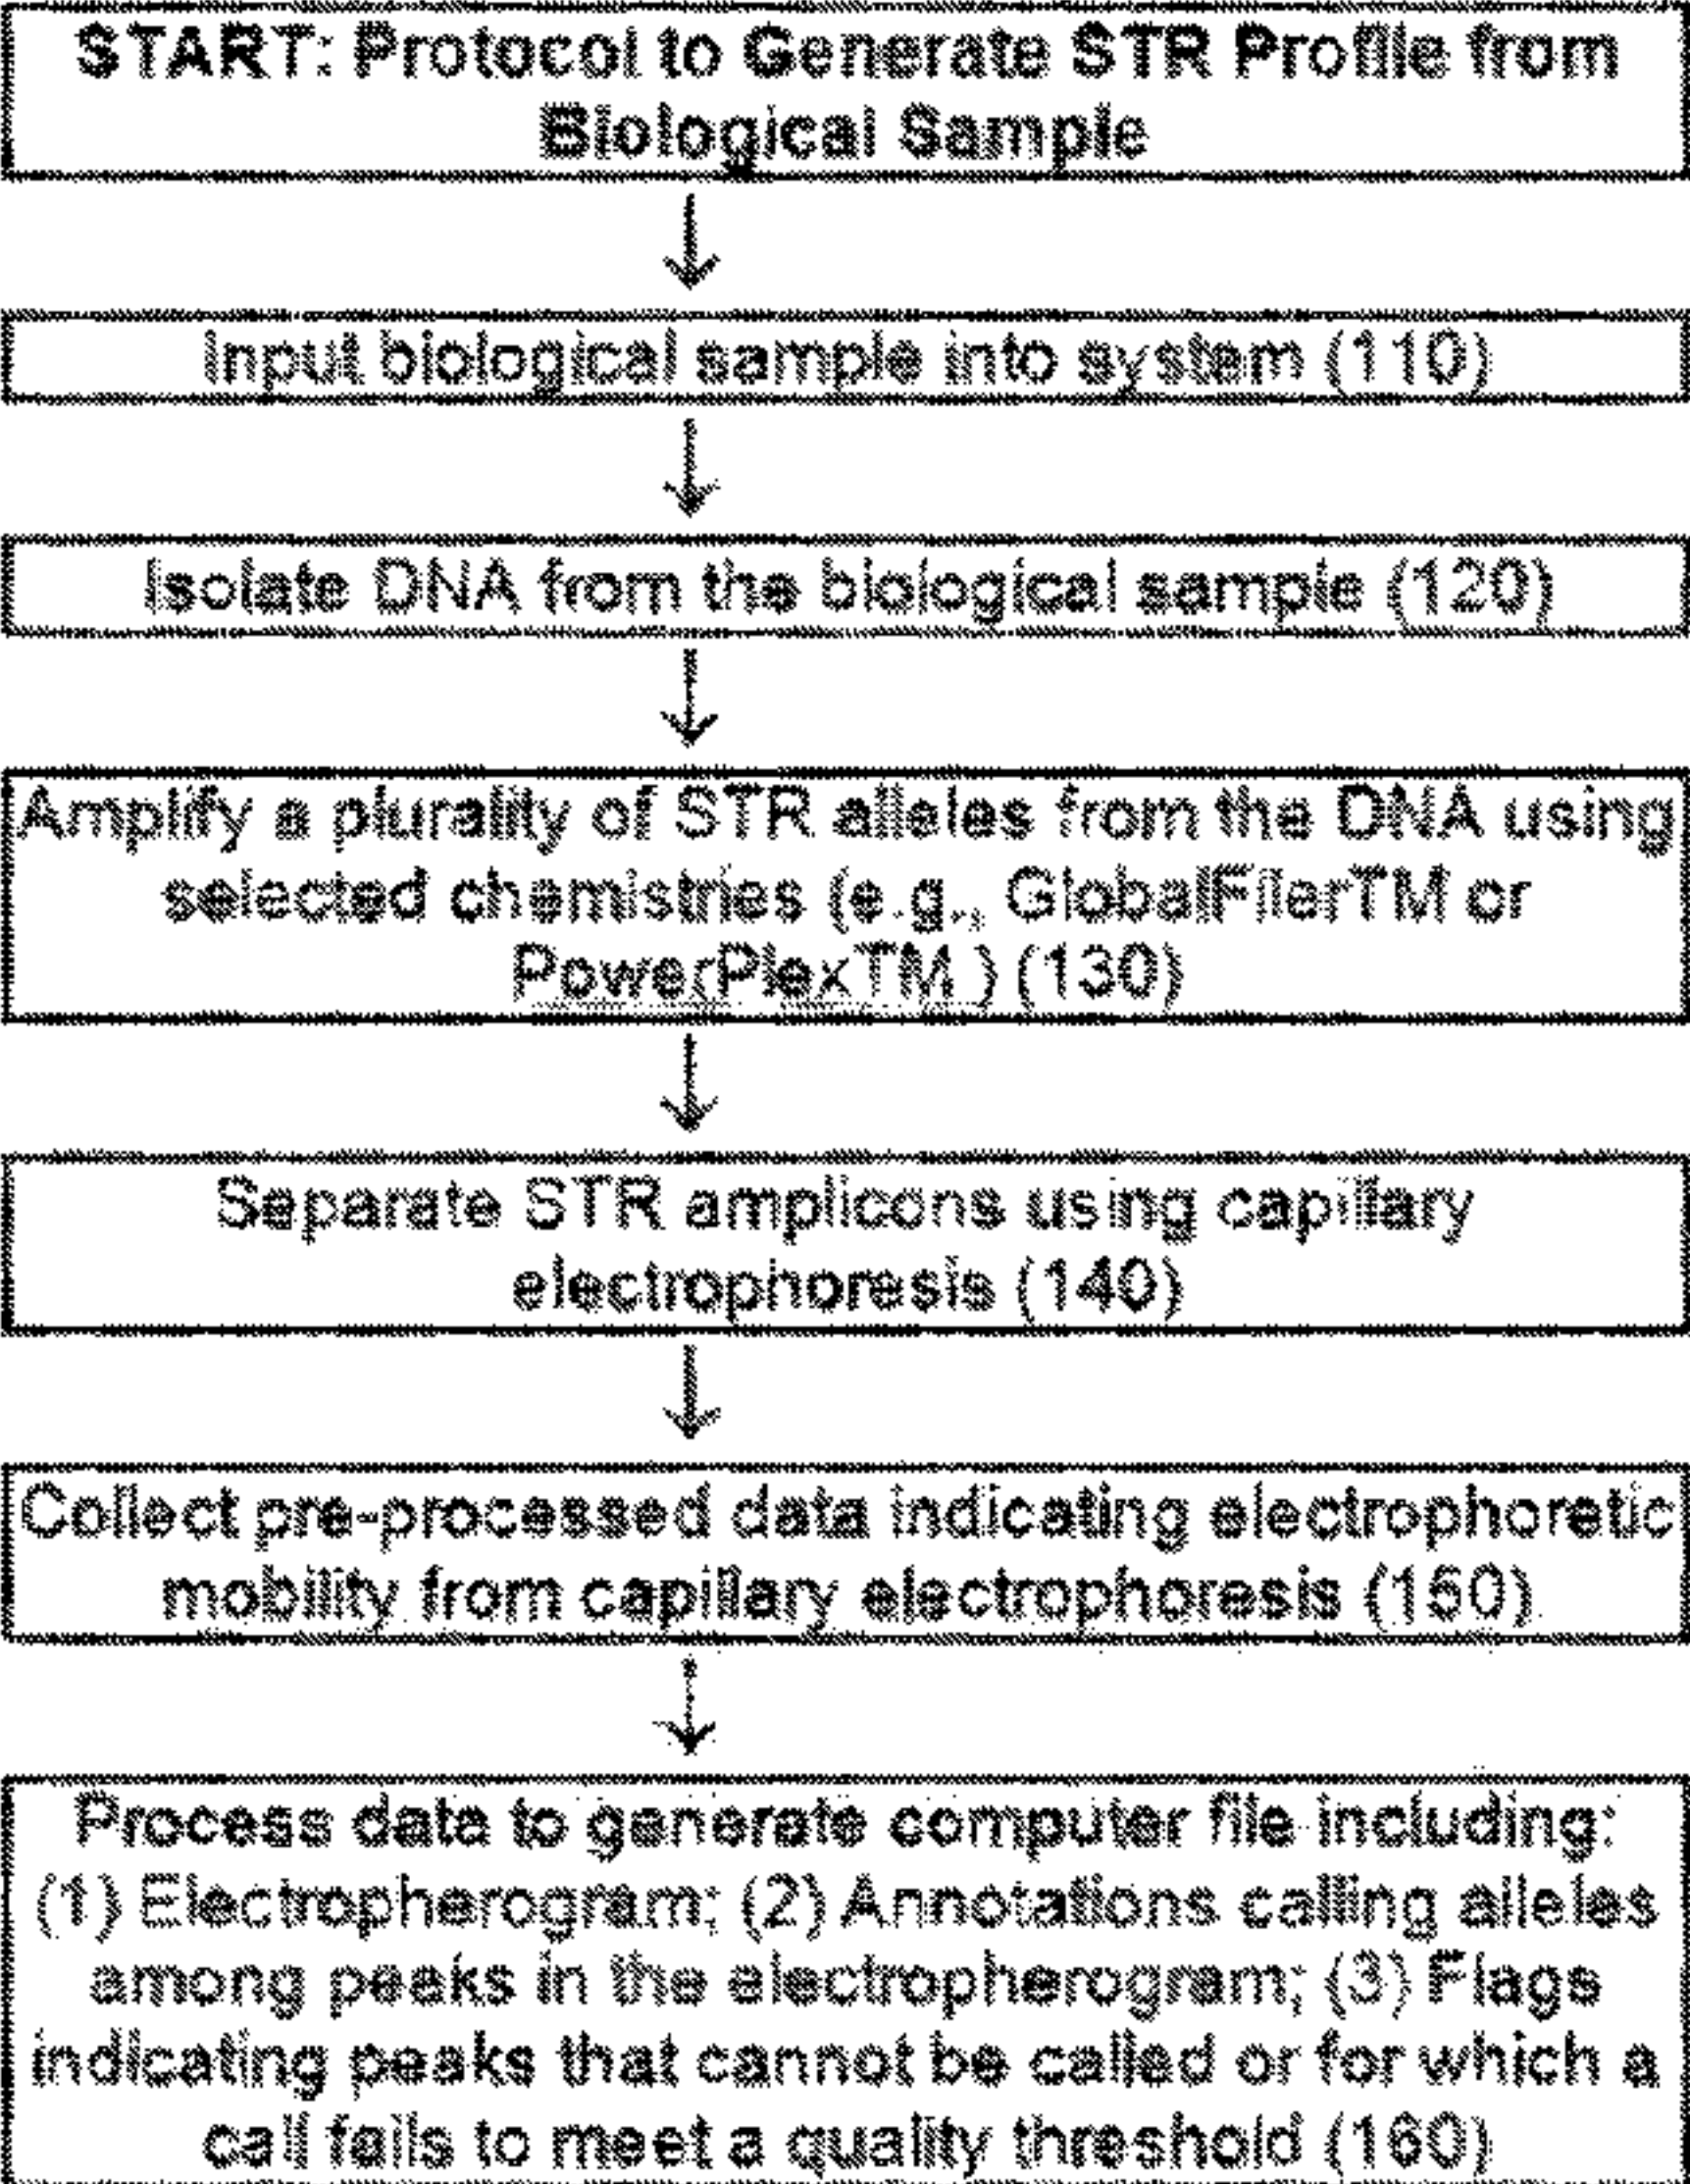 START: Protocol to Generate STR Profile from
Biological Sample
Input biological sample into system (110)
Isolate DNA from the biological sample (120)
Amplify a plurality of STR alleles from the DNA using
selected chemistries (e.g., GlobalFilerTM or
PowerPlexTM ) (130)
Separate STR amplicons using capillary
electrophoresis (140)
Collect pre-processed data indicating electrophoretic
mobility from capillary electrophoresis (150)
Process data to generate computer file including:
(1) Electropherogram; (2) Annotations calling alleles
among peaks in the electropherogram; (3) Flags
indicating peaks that cannot be called or for which a
call fails to meet a quality threshold (160)